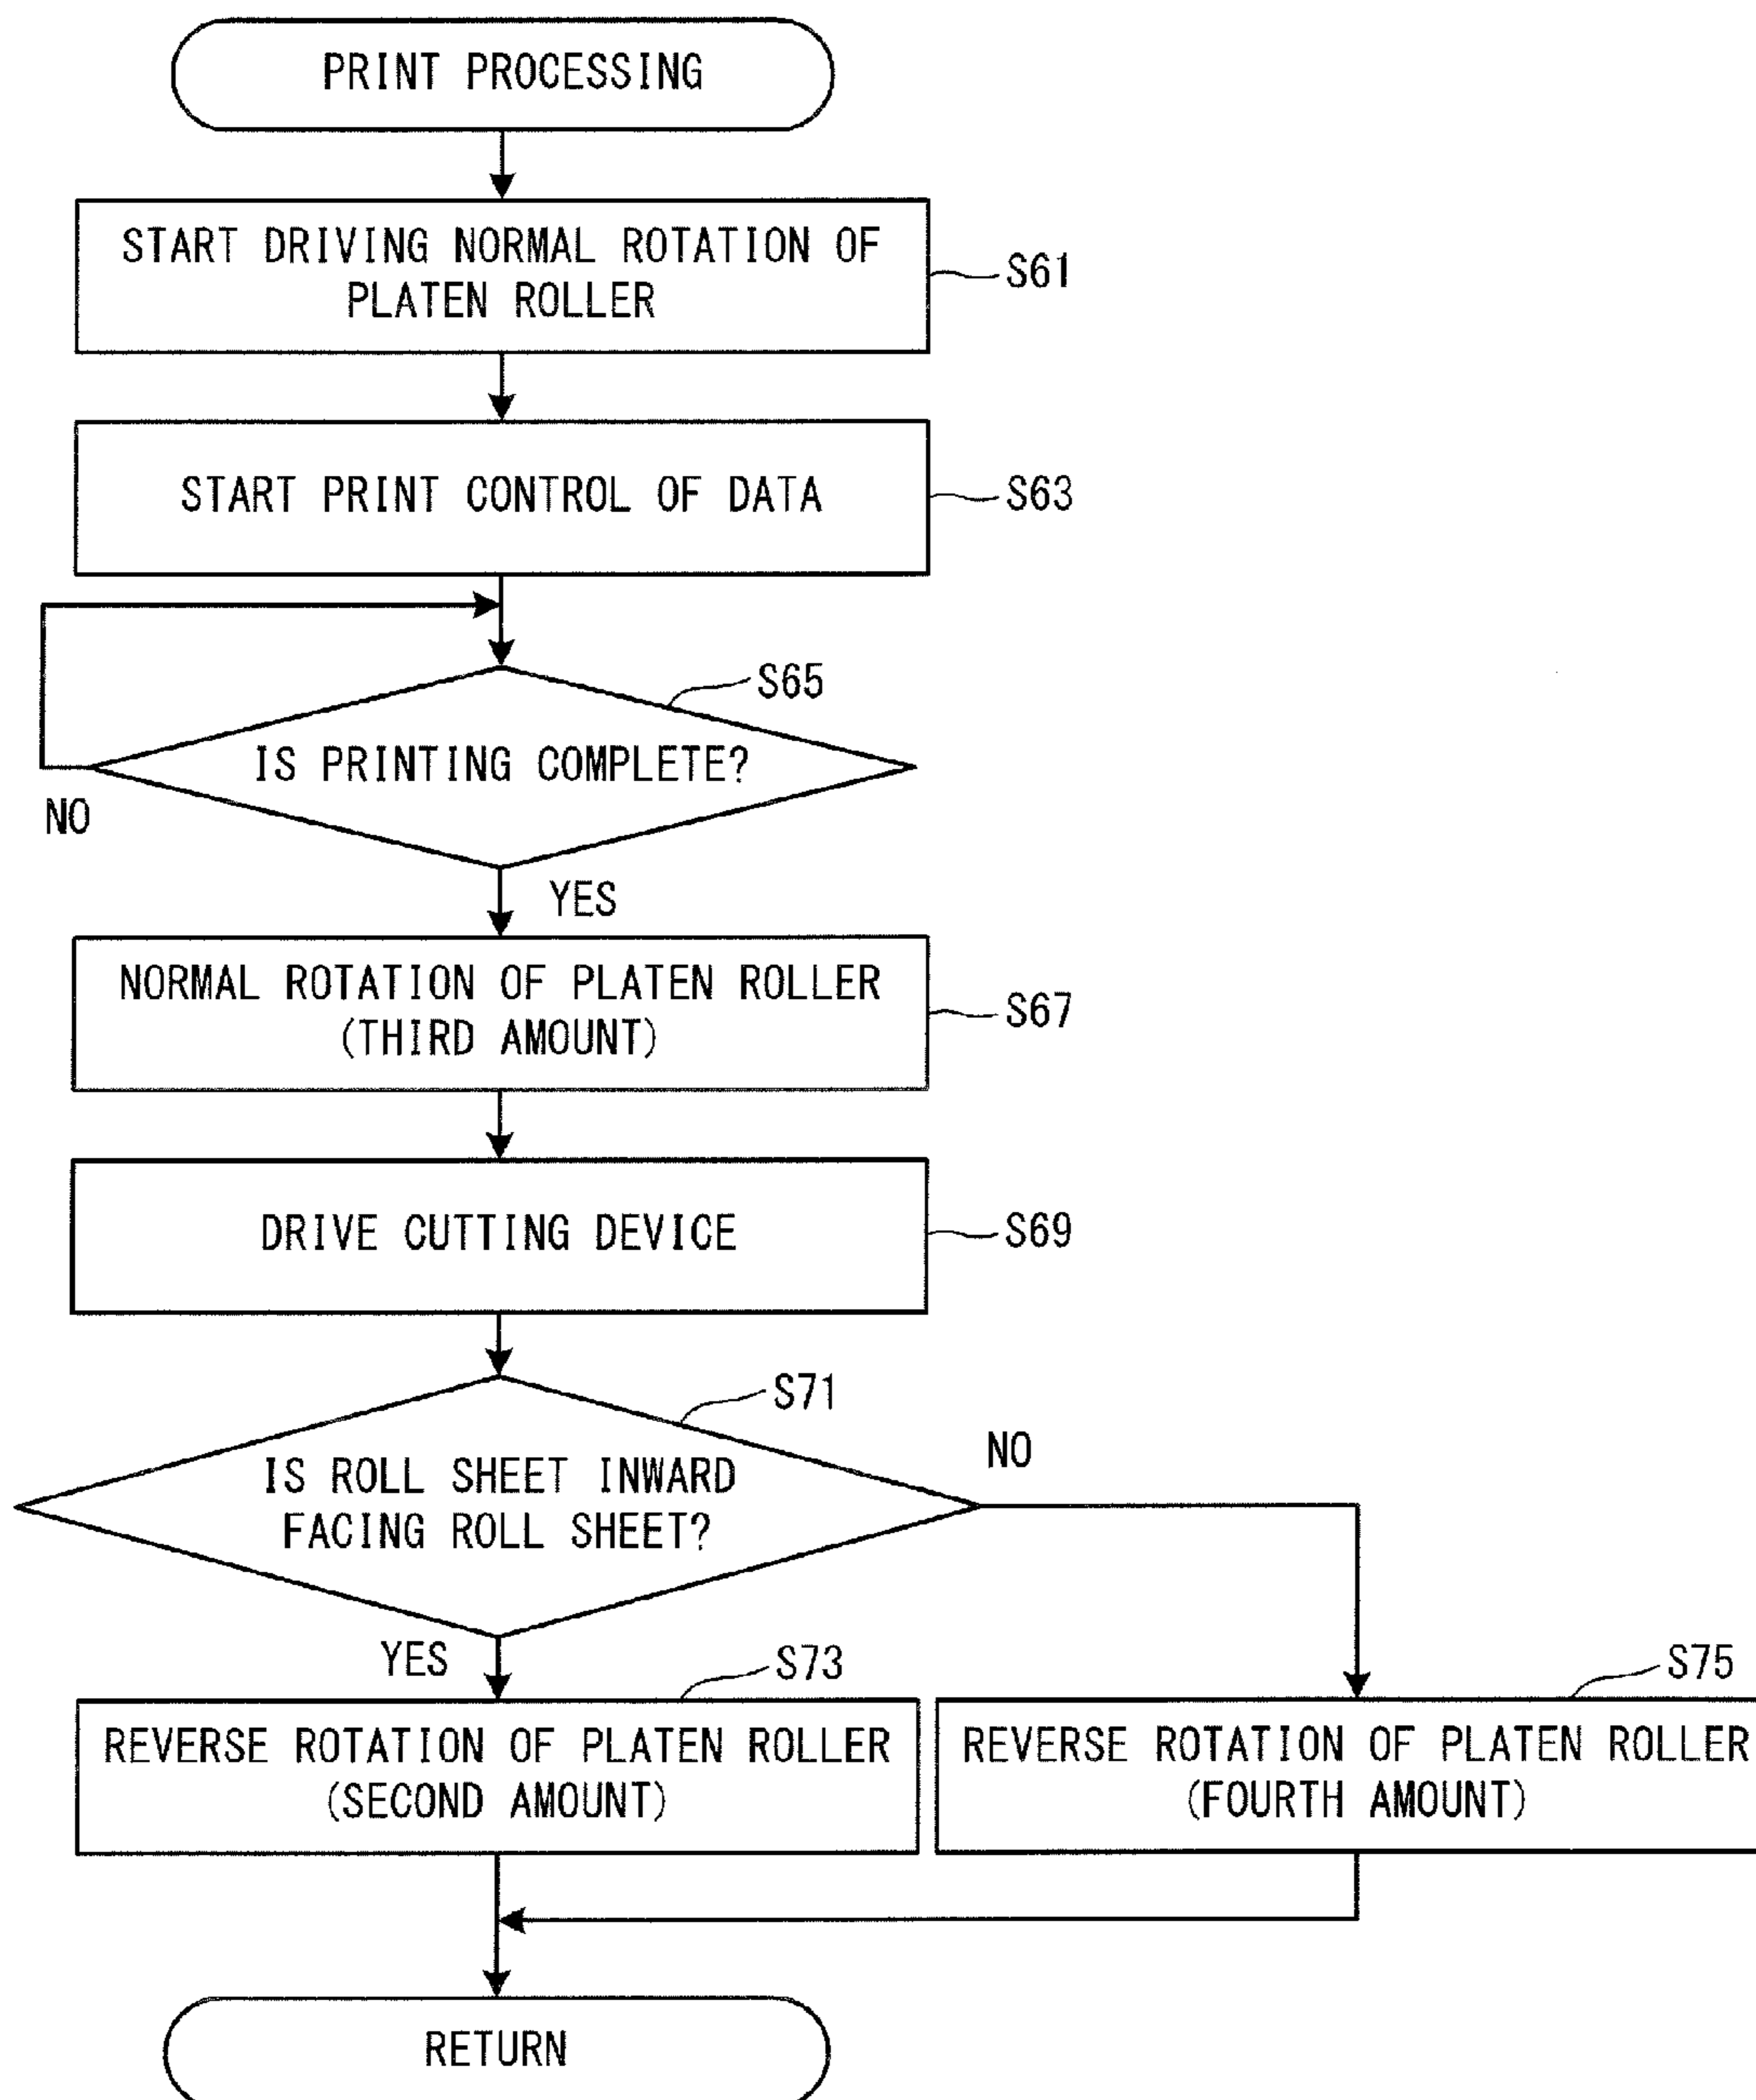 PRINT PROCESSING
START DRIVING NORMAL ROTATION OF
PLATEN ROLLER
S61
START PRINT CONTROL OF DATA
S63
S65
IS PRINTING COMPLETE?
NO
YES
NORMAL ROTATION OF PLATEN ROLLER
(THIRD AMOUNT)
S67
DRIVE CUTTING DEVICE
S69
S71
IS ROLL SHEET INWARD
FACING ROLL SHEET?
NO
YES
S73
REVERSE ROTATION OF PLATEN ROLLER
(SECOND AMOUNT)
S75
REVERSE ROTATION OF PLATEN ROLLER
(FOURTH AMOUNT)
RETURN